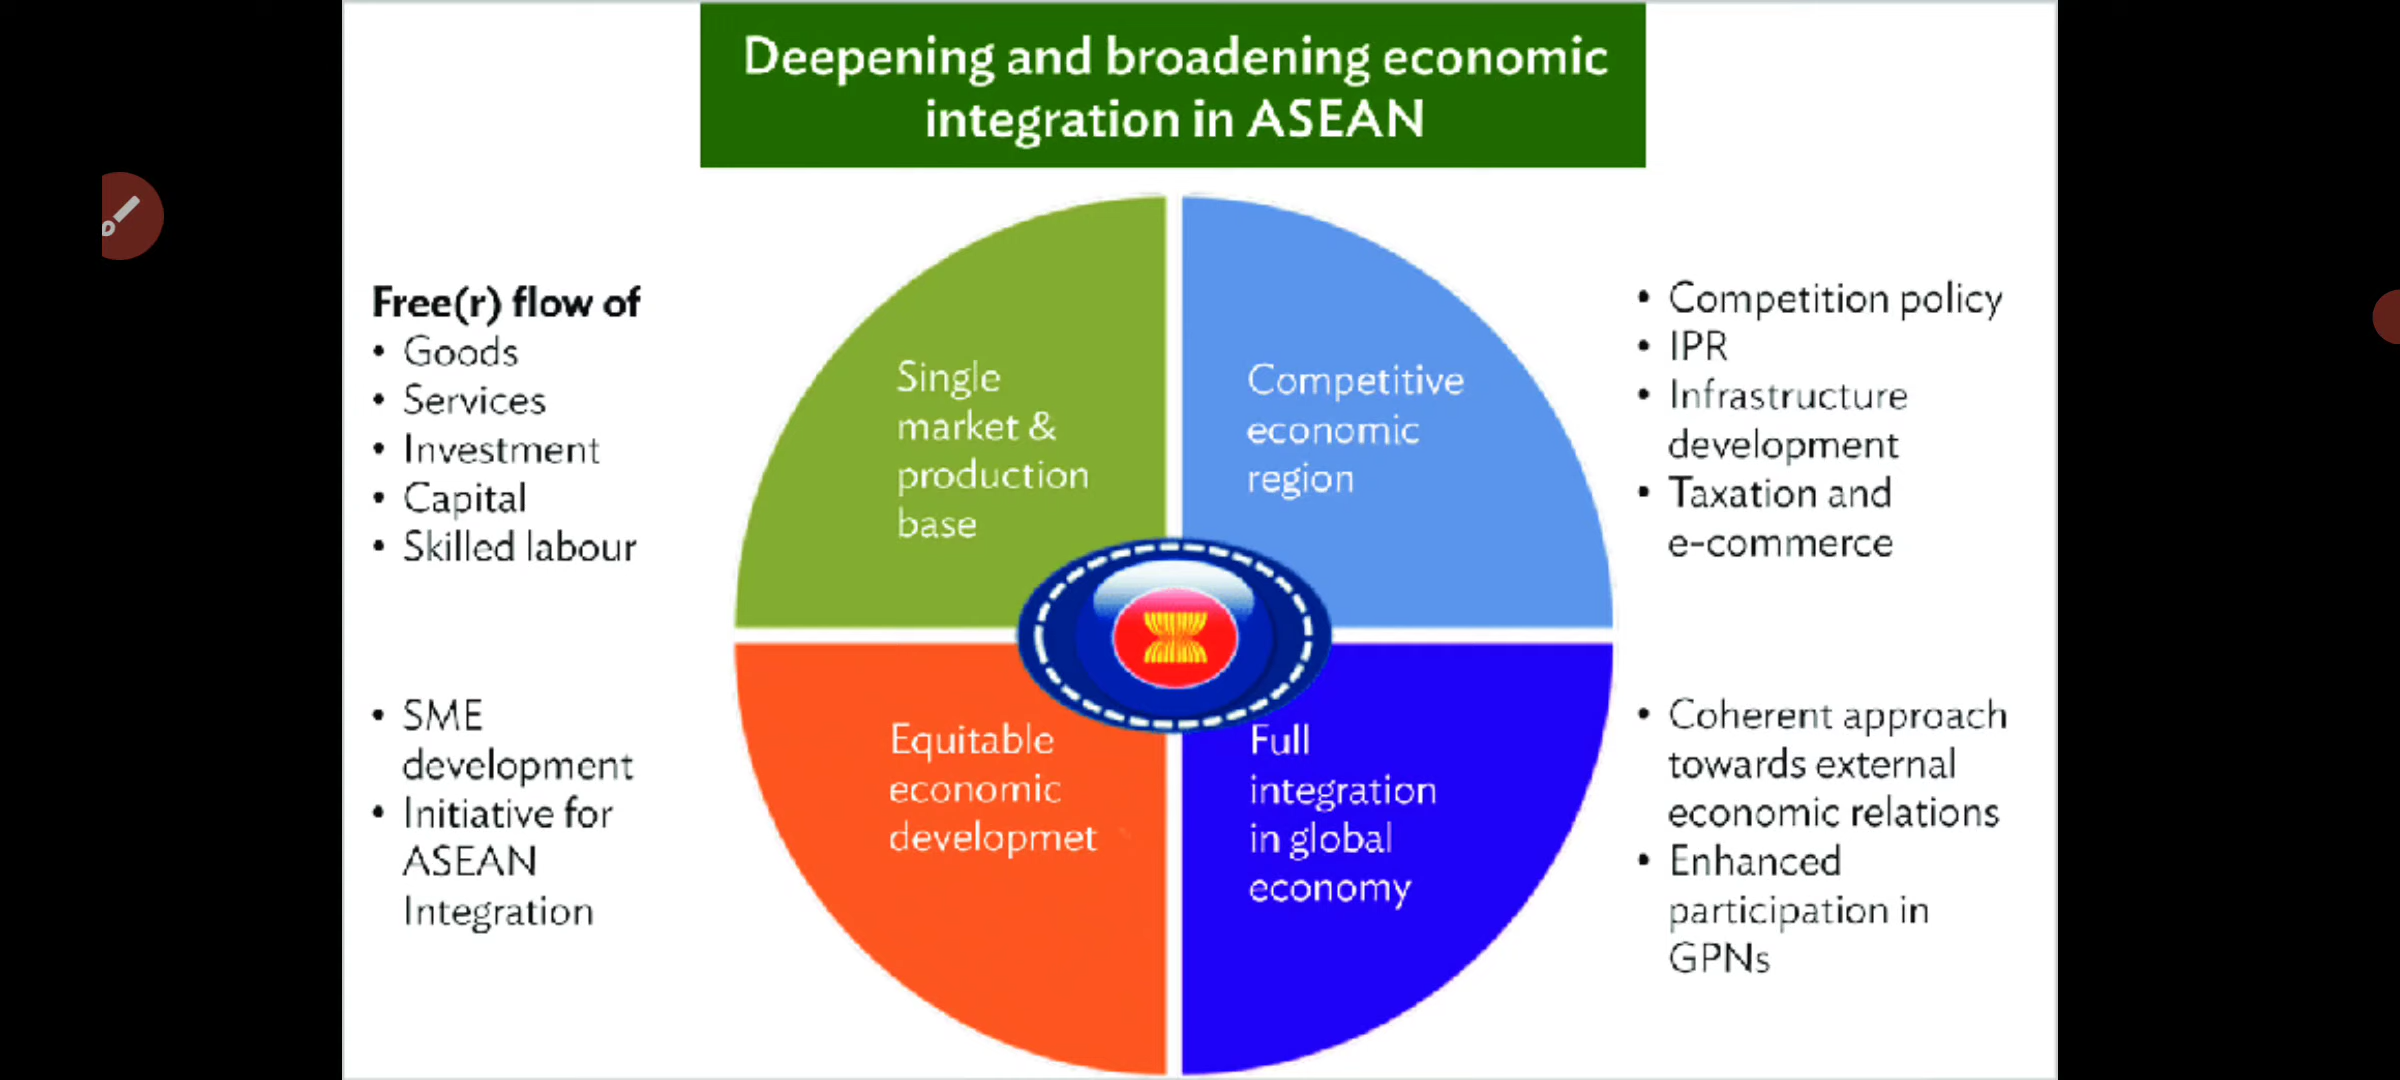 Deepening and broadening economic
integration in ASEAN
Free(r) flow of
• Goods
• Services
• Investment
• Capital
• Skilled labour
Single
market &
production
base
Competitive
economic
region
• Competition policy
• IPR
• Infrastructure
development
• Taxation and
e-commerce
• SME
development
• Initiative for
ASEAN
Integration
Equitable
economic
developmet
Full
integration
in global
economy
• Coherent approach
towards external
economic relations
• Enhanced
participation in
GPNs